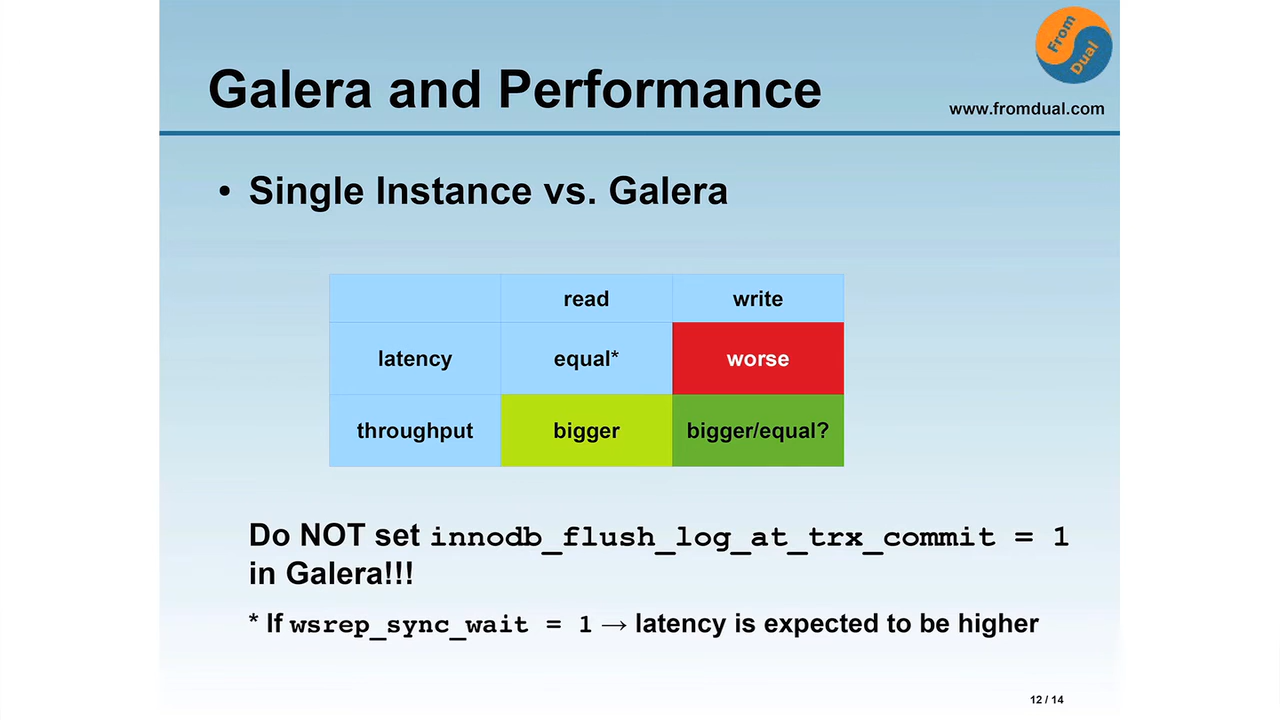 From
Dual
Galera and Performance
www.fromdual.com
• Single Instance vs. Galera
read write
latency equal* worse
throughput bigger bigger/equal?
Do NOT set innodb_flush_log_at_trx_commit = 1
in Galera!!!
* If wsrep_sync_wait = 1 → latency is expected to be higher
12 / 14